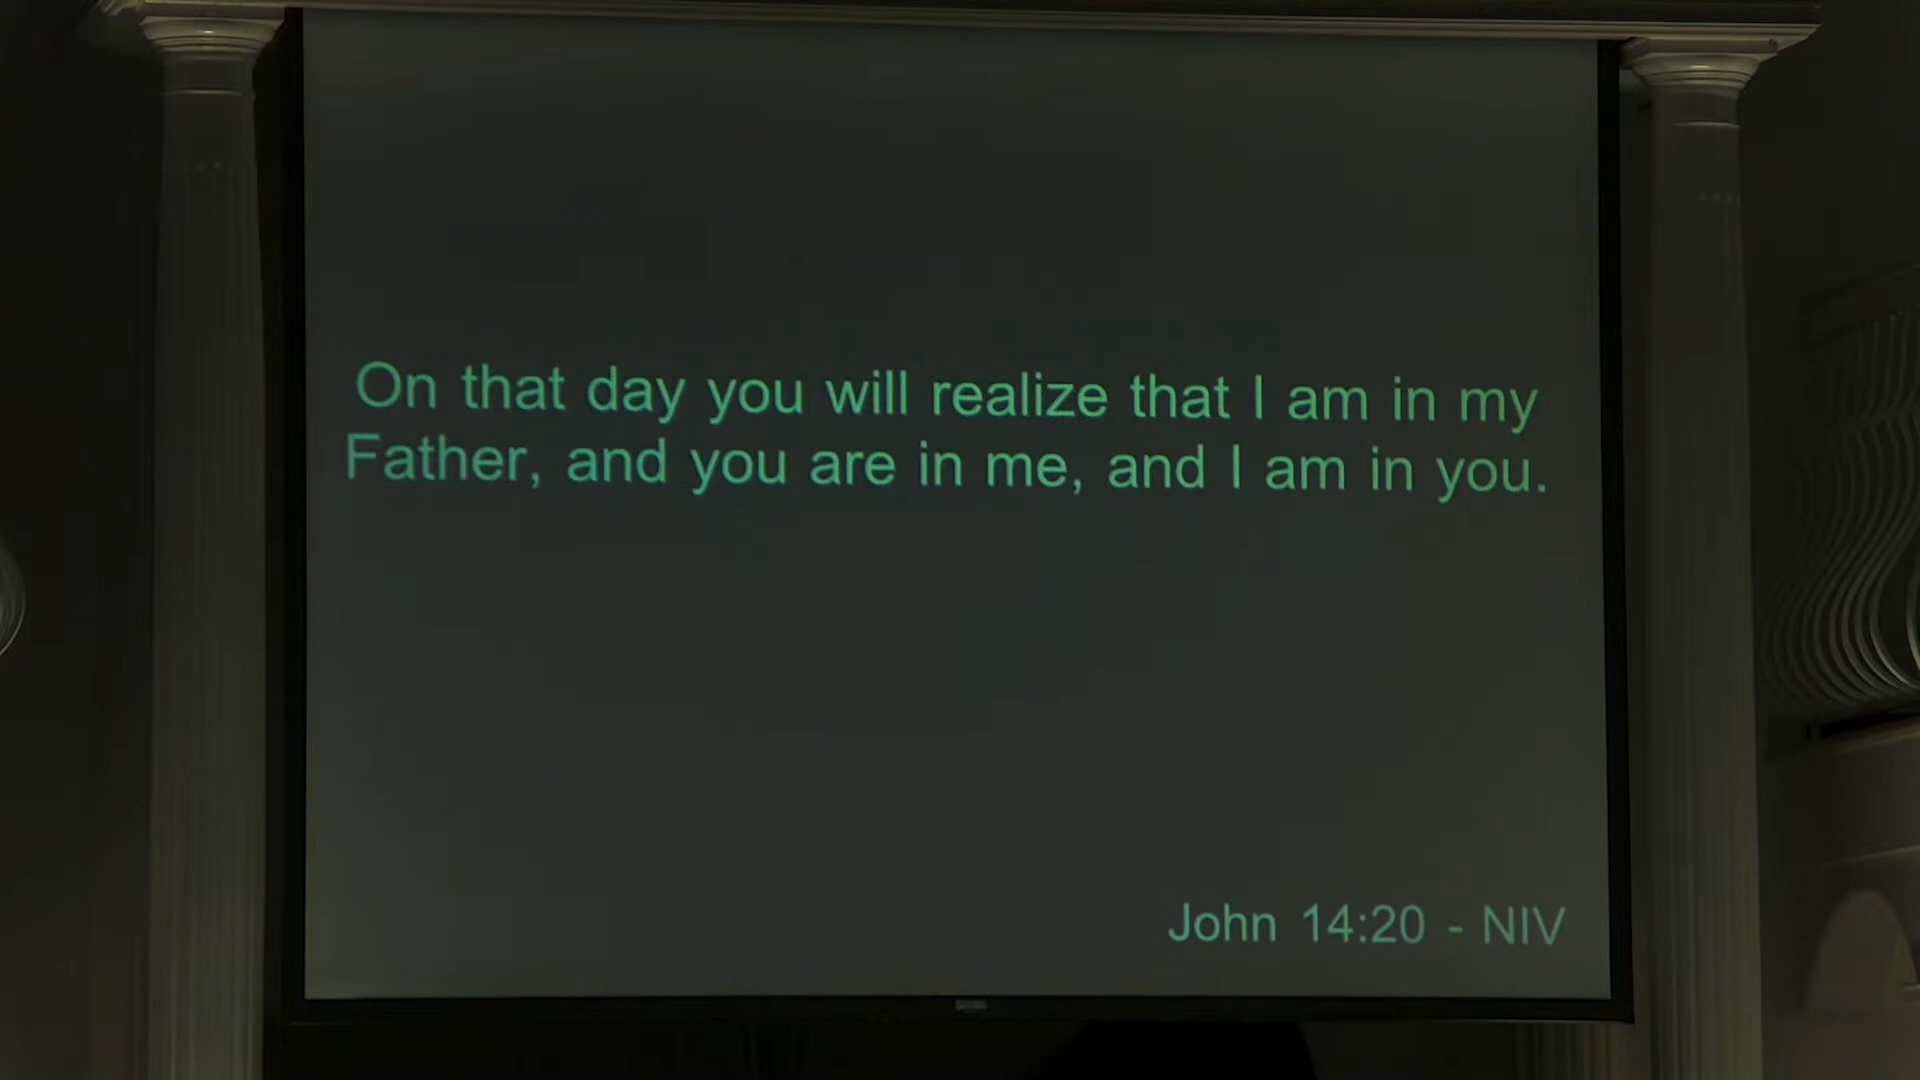 On that day you will realize that I am in my
Father, and you are in me, and I am in you.
John 14:20 - NIV